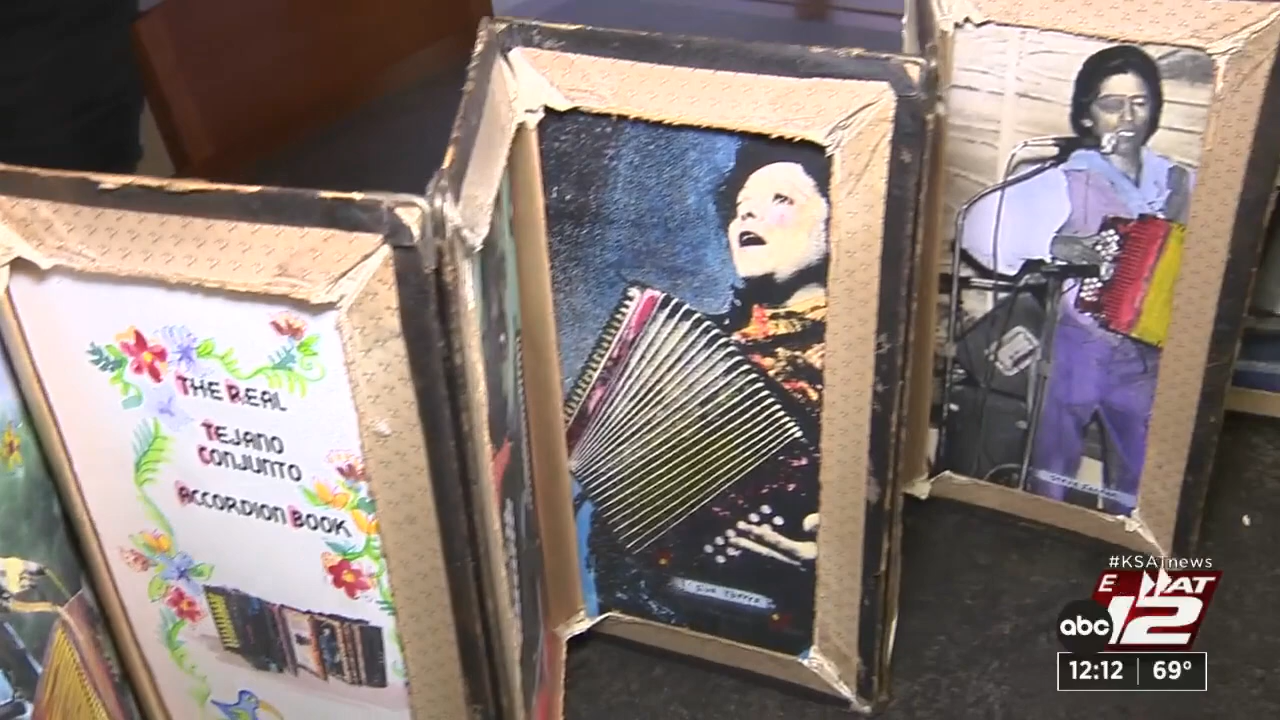 THE REAL
TEJANO
CONJUNTO
ACCORDION BOOK
#KSATnews
abc
12
12:12 69°